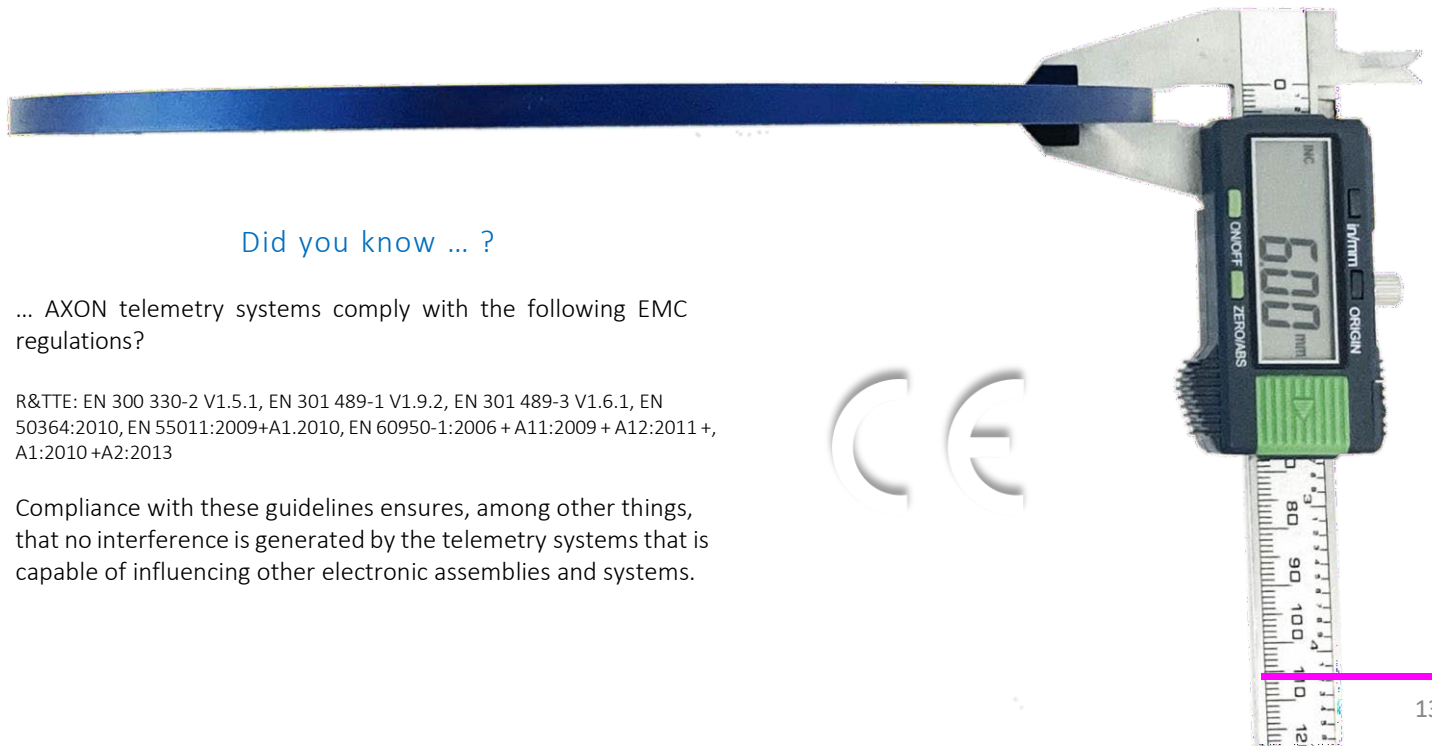 Did you know … ?
… AXON telemetry systems comply with the following EMC
regulations?
R&TTE: EN 300 330-2 V1.5.1, EN 301 489-1 V1.9.2, EN 301 489-3 V1.6.1, EN
50364:2010, EN 55011:2009+A1.2010, EN 60950-1:2006 + A11:2009 + A12:2011 +,
A1:2010 +A2:2013
Compliance with these guidelines ensures, among other things,
that no interference is generated by the telemetry systems that is
capable of influencing other electronic assemblies and systems.
CE
0
INC
6.00 mm
in/mm ORIGIN
ON/OFF ZERO/ABS
3
80
90
100
4
110
13